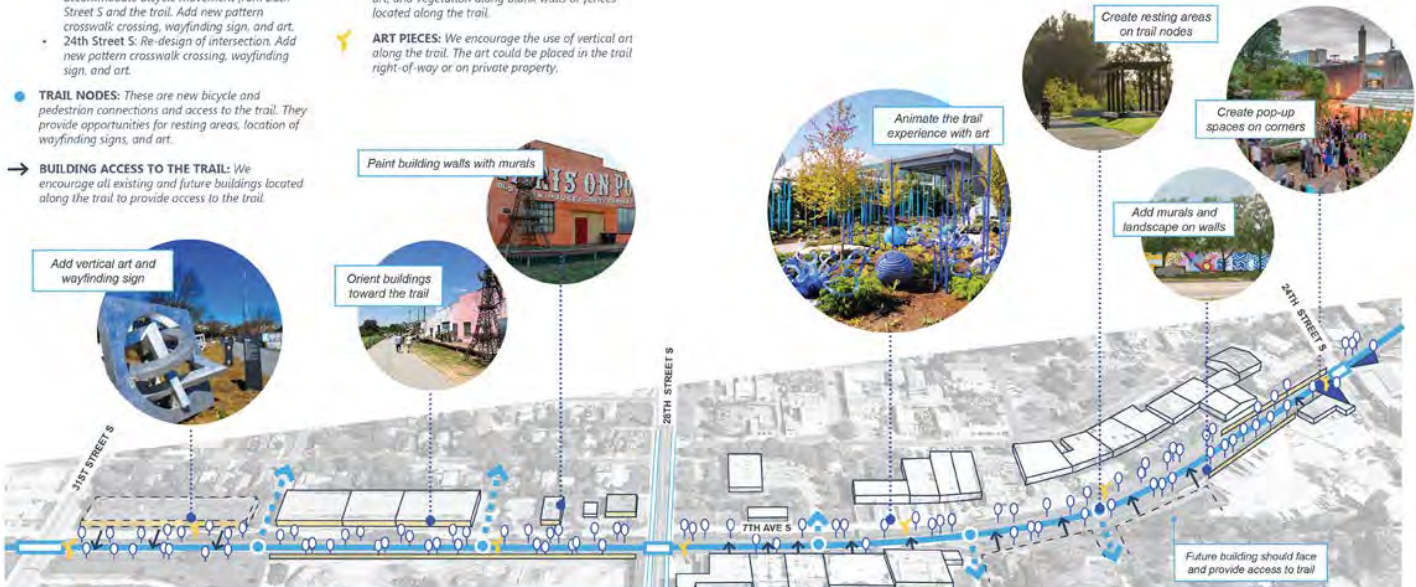 accommodate bicycle movement from 28th
Street S and the trail. Add new pattern
crosswalk crossing, wayfinding sign, and art.
• 24th Street S: Re-design of intersection. Add
new pattern crosswalk crossing, wayfinding
sign, and art.
TRAIL NODES: These are new bicycle and
pedestrian connections and access to the trail. They
provide opportunities for resting areas, location of
wayfinding signs, and art.
BUILDING ACCESS TO THE TRAIL: We
encourage all existing and future buildings located
along the trail to provide access to the trail.
art, and vegetation along blank walls or fences
located along the trail.
ART PIECES: We encourage the use of vertical art
along the trail. The art could be placed in the trail
right-of-way or on private property.
Create resting areas
on trail nodes
Create pop-up
spaces on corners
Animate the trail
experience with art
Paint building walls with murals
Add murals and
landscape on walls
Add vertical art and
wayfinding sign
Orient buildings
toward the trail
31ST STREET S
28TH STREET S
24TH STREET S
7TH AVE S
Future building should face
and provide access to trail